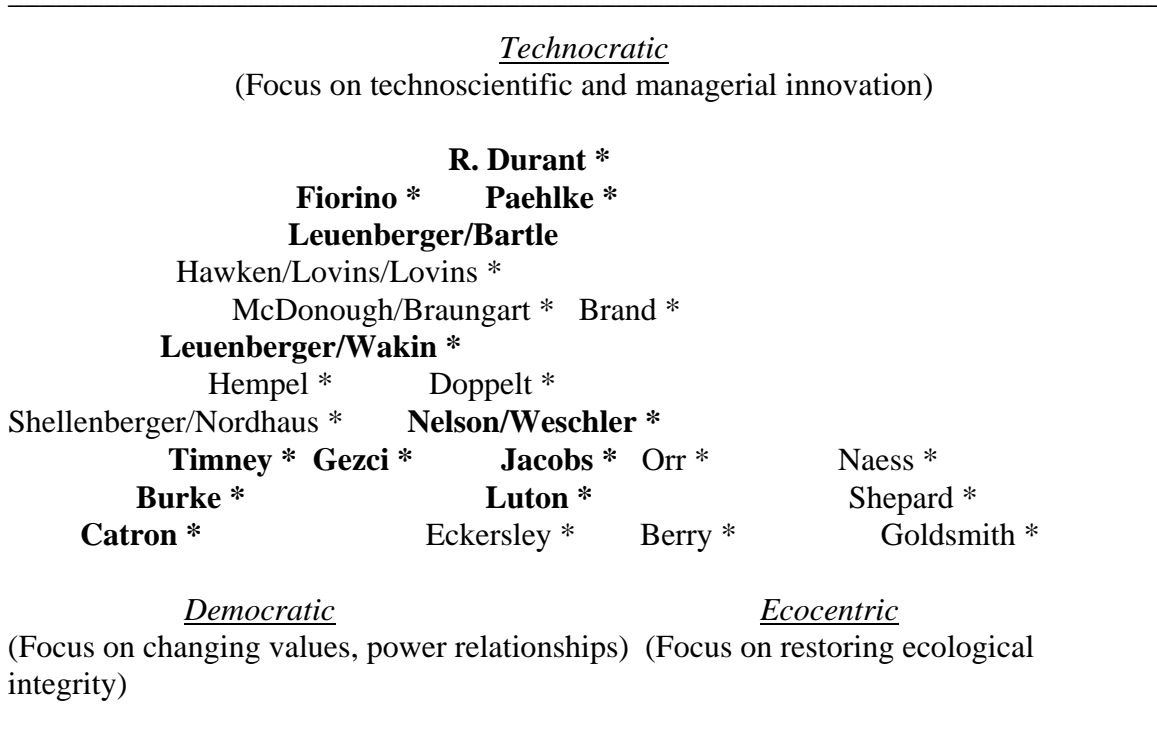 Technocratic
(Focus on technoscientific and managerial innovation)
R. Durant *
Fiorino * Paehlke *
Leuenberger/Bartle
Hawken/Lovins/Lovins *
McDonough/Braungart * Brand *
Leuenberger/Wakin *
Hempel * Doppelt *
Shellenberger/Nordhaus * Nelson/Weschler *
Timney * Gezci * Jacobs * Orr * Naess *
Burke * Luton * Shepard *
Catron * Eckersley * Berry * Goldsmith *
Democratic Ecocentric
(Focus on changing values, power relationships) (Focus on restoring ecological
integrity)